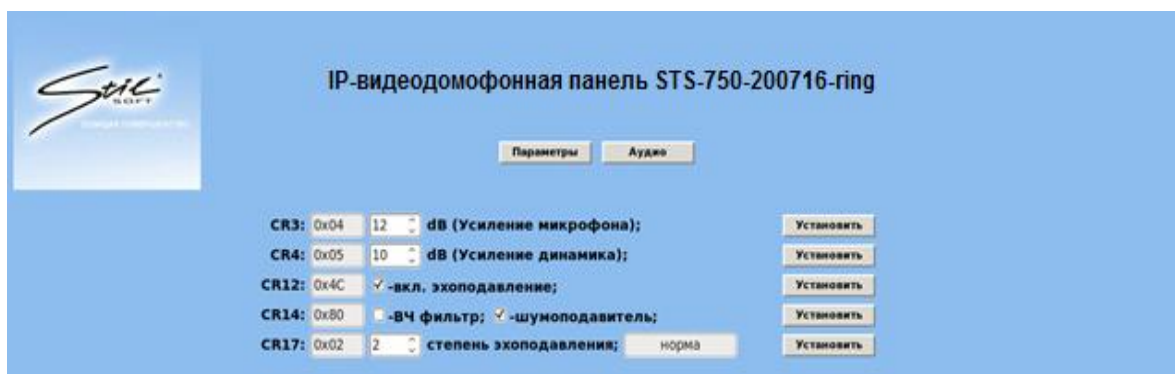 Stil
SOFT
IP-видеодомофонная панель STS-750-200716-ring
Параметры Аудио
CR3: 0x04 12 dB (Усиление микрофона); Установить
CR4: 0x05 10 dB (Усиление динамика); Установить
CR12: 0x4C -вкл. эхоподавление; Установить
CR14: 0x80 -ВЧ фильтр; -шумоподавитель; Установить
CR17: 0x02 2 степень эхоподавления; норма Установить